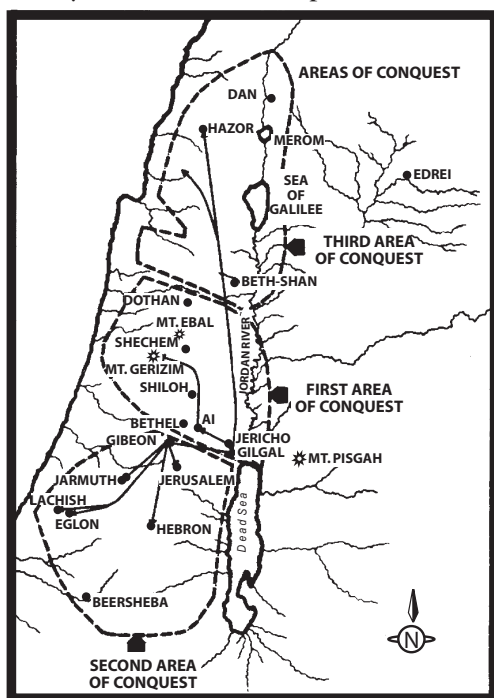 AREAS OF CONQUEST
DAN
HAZOR
MEROM
EDREI
SEA
OF
GALILEE
THIRD AREA
OF CONQUEST
BETH-SHAN
DOTHAN
MT. EBAL
SHECHEM
MT. GERIZIM
JORDAN RIVER
SHILOH
FIRST AREA
OF CONQUEST
BETHEL
AI
GIBEON
JERICHO
GILGAL
MT. PISGAH
JARMUTH
JERUSALEM
LACHISH
EGLON
HEBRON
Dead Sea
BEERSHEBA
N
SECOND AREA
OF CONQUEST